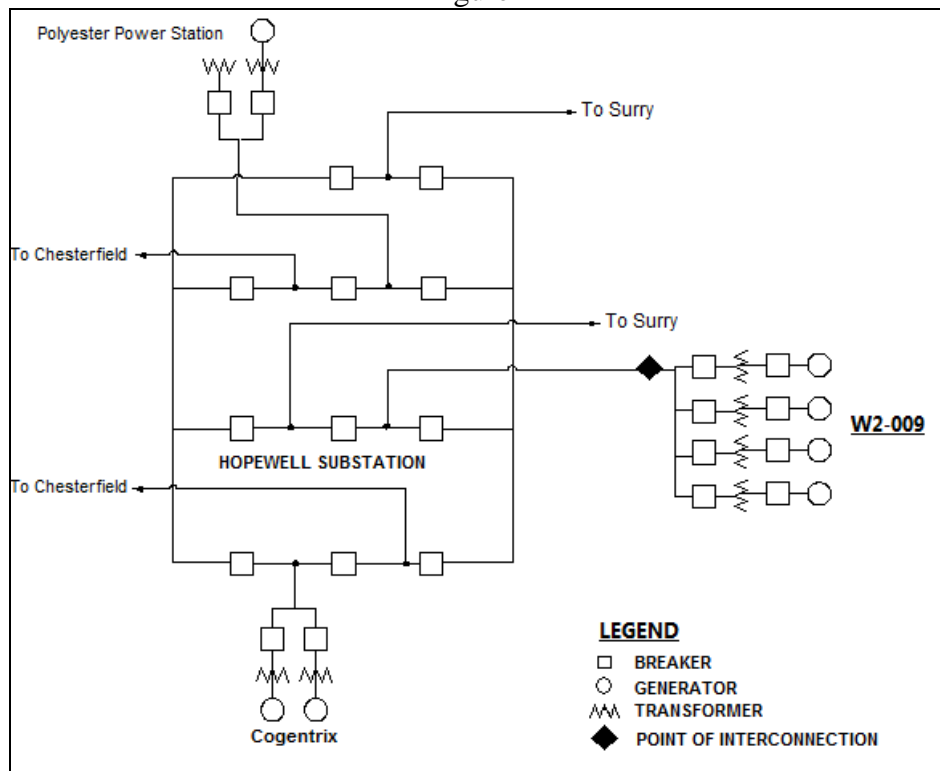 Polyester Power Station
To Surry
To Chesterfield
To Surry
W2-009
HOPEWELL SUBSTATION
To Chesterfield
LEGEND
BREAKER
GENERATOR
TRANSFORMER
POINT OF INTERCONNECTION
Cogentrix